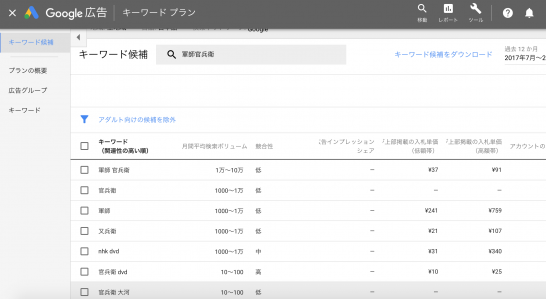 Google 広告 キーワード プラン
移動 レポート ツール
Google
キーワード候補 キーワード候補 軍師官兵衛 キーワード候補をダウンロード
過去 12 か月
2017年7月〜2
プランの概要
広告グループ
キーワード
アダルト向けの候補を除外
キーワード
(関連性の高い順) 月間平均検索ボリューム 競合性
告インプレッション
シェア
上部掲載の入札単価
(低額帯)
上部掲載の入札単価
(高額帯)
アカウントの
軍師 官兵衛 1万〜10万 低 – ¥37 ¥91
官兵衛 1000〜1万 低 – – –
軍師 1000〜1万 低 – ¥241 ¥759
又兵衛 1000〜1万 低 – ¥21 ¥107
nhk dvd 1000〜1万 中 – ¥31 ¥340
官兵衛 dvd 10〜100 高 – ¥10 ¥25
官兵衛 大河 10〜100 低 – – –